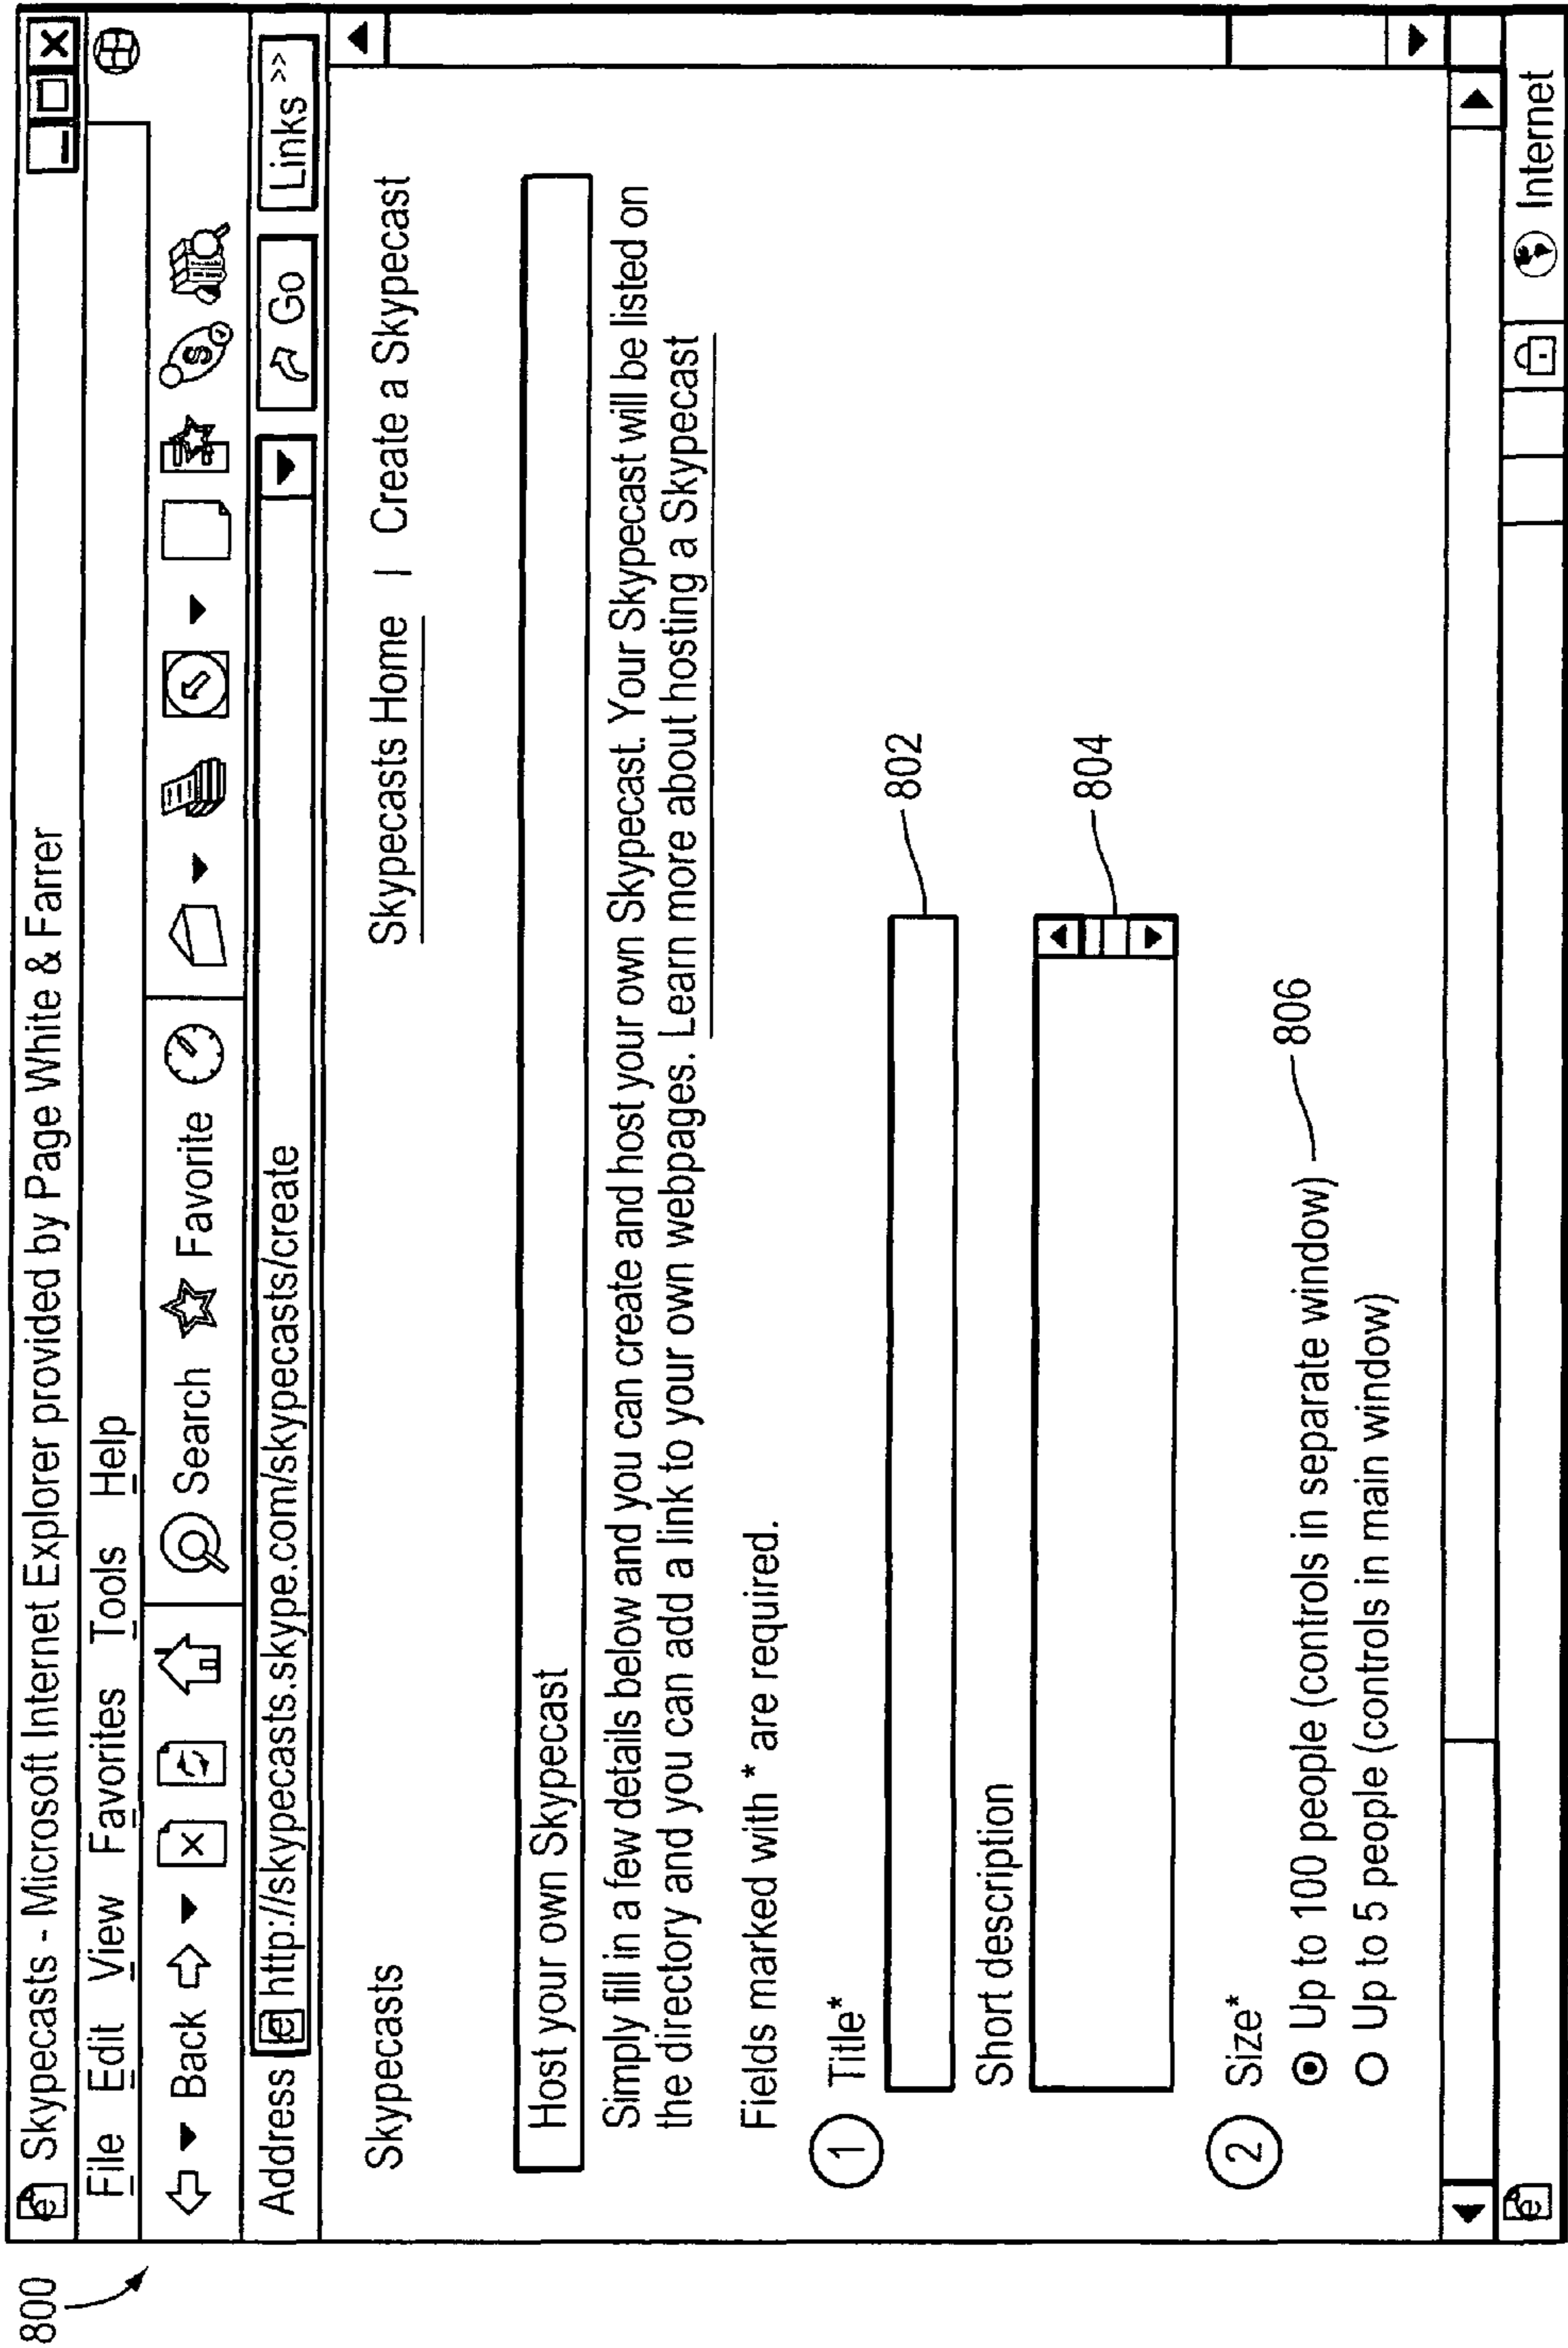 800
Skypecasts - Microsoft Internet Explorer provided by Page White & Farrer
File Edit View Favorites Tools Help
Back Search Favorite
Address http://skypecasts.skype.com/skypecasts/create Go Links >>
Skypecasts Skypecasts Home | Create a Skypecast
Host your own Skypecast
Simply fill in a few details below and you can create and host your own Skypecast. Your Skypecast will be listed on
the directory and you can add a link to your own webpages. Learn more about hosting a Skypecast
Fields marked with * are required.
1 Title*
802
Short description
804
2 Size*
Up to 100 people (controls in separate window) 806
Up to 5 people (controls in main window)
Internet